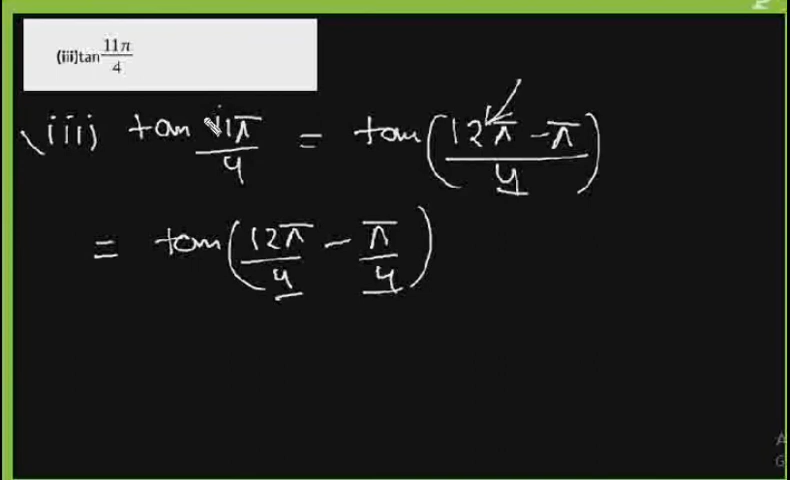 (iii)tan 11π/4
(iii) tan 11π/4 = tan(12π - π/4)
= tan(12π/4 - π/4)